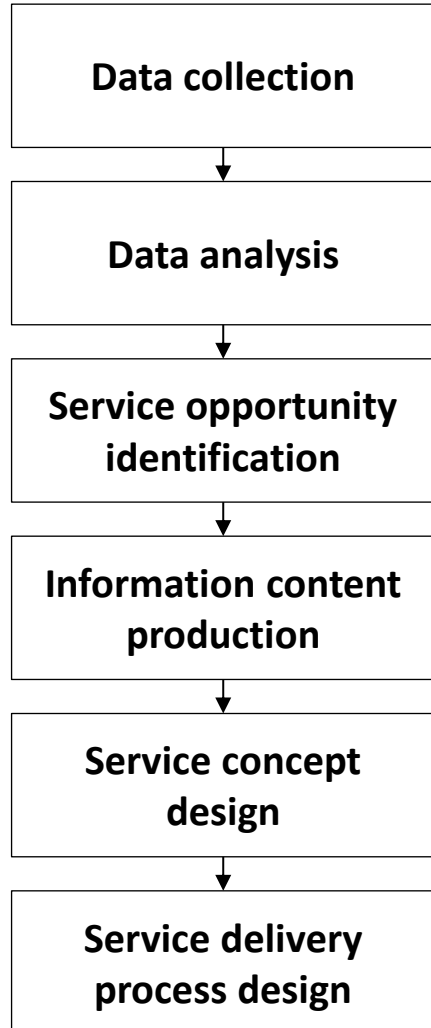 Data collection
Data analysis
Service opportunity
identification
Information content
production
Service concept
design
Service delivery
process design